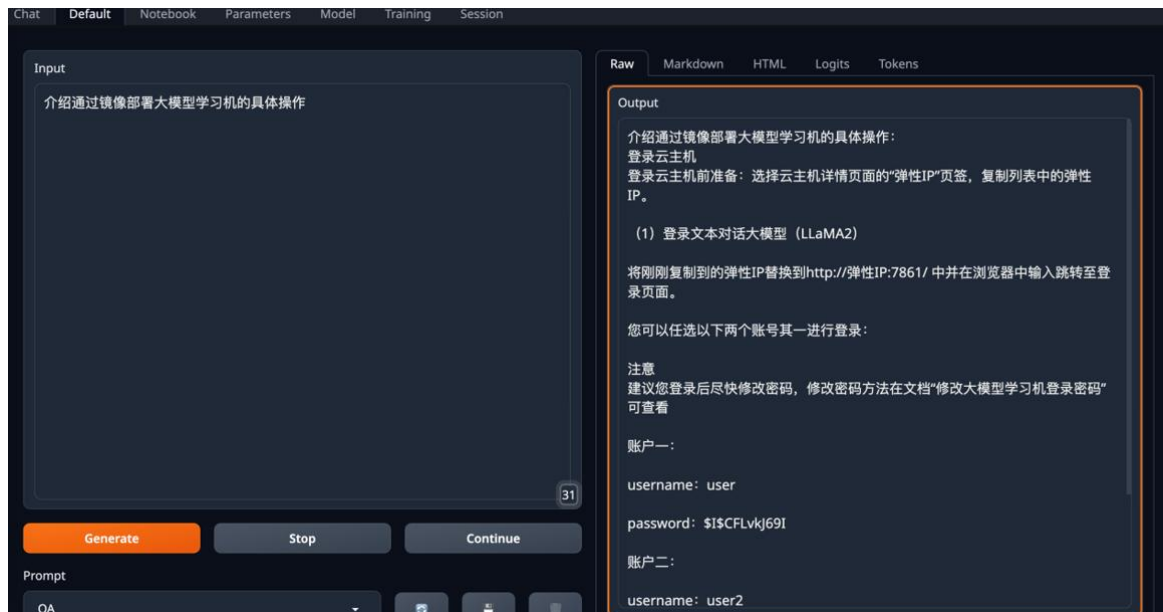 Chat Default Notebook Parameters Model Training Session
Input
介绍通过镜像部署大模型学习机的具体操作
31
Generate Stop Continue
Prompt
QA
Raw Markdown HTML Logits Tokens
Output
介绍通过镜像部署大模型学习机的具体操作：
登录云主机
登录云主机前准备：选择云主机详情页面的“弹性IP”页签，复制列表中的弹性
IP。
（1）登录文本对话大模型（LLaMA2）
将刚刚复制到的弹性IP替换到http://弹性IP:7861/ 中并在浏览器中输入跳转至登
录页面。
您可以任选以下两个账号其一进行登录：
注意
建议您登录后尽快修改密码，修改密码方法在文档“修改大模型学习机登录密码”
可查看
账户一：
username：user
password：$I$CFLvkJ69I
账户二：
username：user2